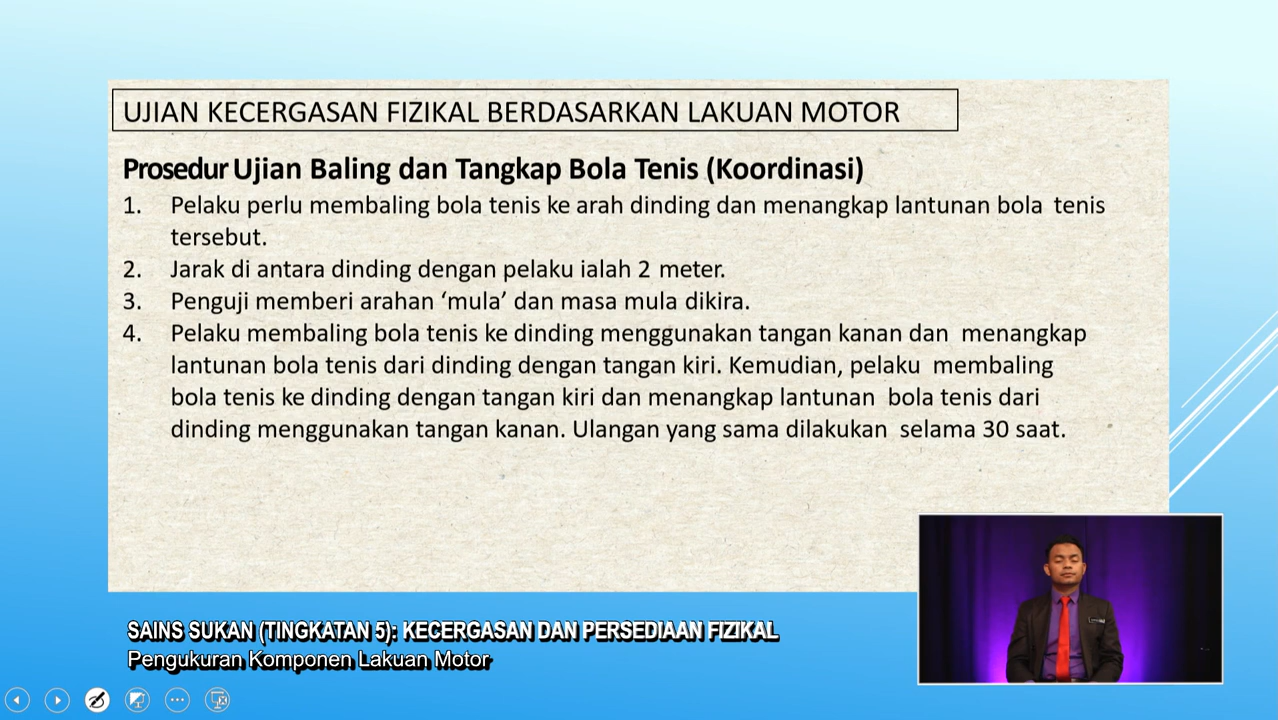 UJIAN KECERGASAN FIZIKAL BERDASARKAN LAKUAN MOTOR
Prosedur Ujian Baling dan Tangkap Bola Tenis (Koordinasi)
1. Pelaku perlu membaling bola tenis ke arah dinding dan menangkap lantunan bola tenis
tersebut.
2. Jarak di antara dinding dengan pelaku ialah 2 meter.
3. Penguji memberi arahan ‘mula’ dan masa mula dikira.
4. Pelaku membaling bola tenis ke dinding menggunakan tangan kanan dan menangkap
lantunan bola tenis dari dinding dengan tangan kiri. Kemudian, pelaku membaling
bola tenis ke dinding dengan tangan kiri dan menangkap lantunan bola tenis dari
dinding menggunakan tangan kanan. Ulangan yang sama dilakukan selama 30 saat.
SAINS SUKAN (TINGKATAN 5): KECERGASAN DAN PERSEDIAAN FIZIKAL
Pengukuran Komponen Lakuan Motor